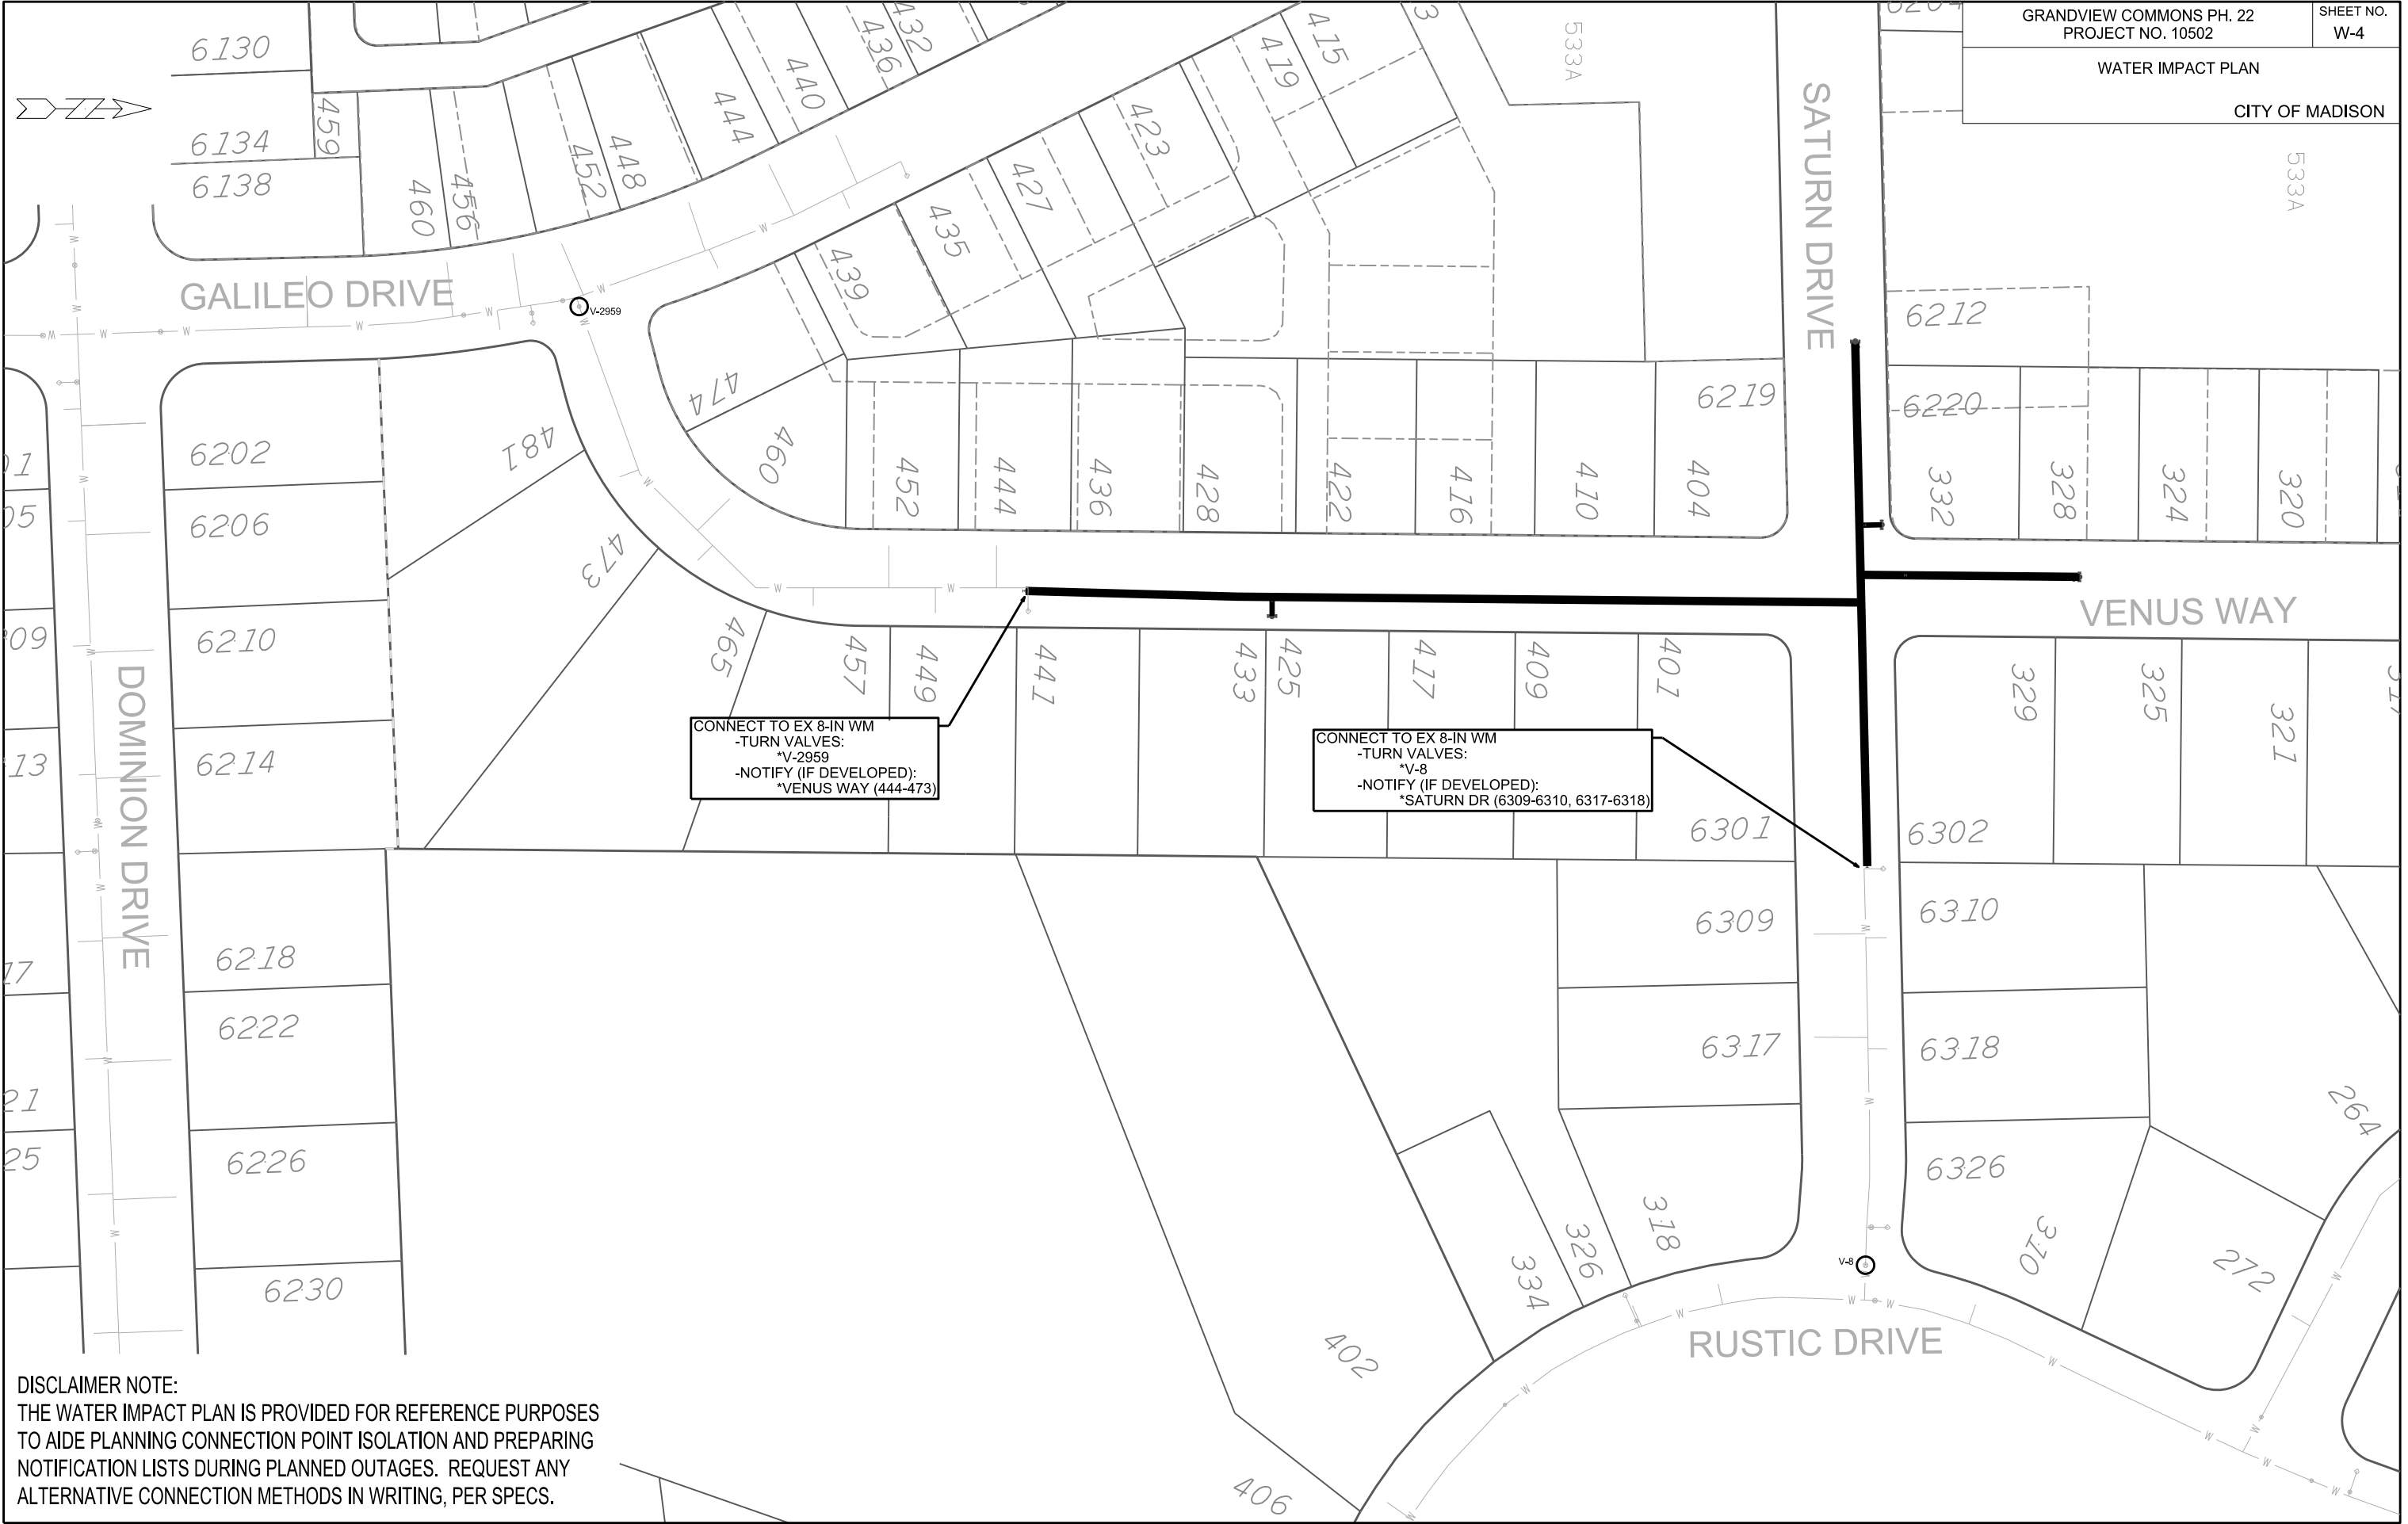 GRANDVIEW COMMONS PH. 22
PROJECT NO. 10502
SHEET NO.
W-4
WATER IMPACT PLAN
CITY OF MADISON
6130
6134
6138
459
460
456
452
448
444
440
436
432
439
435
427
423
419
415
533A
533A
SATURN DRIVE
GALILEO DRIVE
V-2959
6212
6219
6220
474
460
452
444
436
428
422
416
410
404
332
328
324
320
481
473
465
457
449
441
433
425
417
409
401
329
325
321
VENUS WAY
6202
6206
6210
6214
6218
6222
6226
6230
DOMINION DRIVE
05
09
13
17
21
25
CONNECT TO EX 8-IN WM
-TURN VALVES:
*V-2959
-NOTIFY (IF DEVELOPED):
*VENUS WAY (444-473)
CONNECT TO EX 8-IN WM
-TURN VALVES:
*V-8
-NOTIFY (IF DEVELOPED):
*SATURN DR (6309-6310, 6317-6318)
6301
6302
6309
6310
6317
6318
6326
264
318
326
334
310
272
V-8
RUSTIC DRIVE
402
406
DISCLAIMER NOTE:
THE WATER IMPACT PLAN IS PROVIDED FOR REFERENCE PURPOSES
TO AIDE PLANNING CONNECTION POINT ISOLATION AND PREPARING
NOTIFICATION LISTS DURING PLANNED OUTAGES. REQUEST ANY
ALTERNATIVE CONNECTION METHODS IN WRITING, PER SPECS.